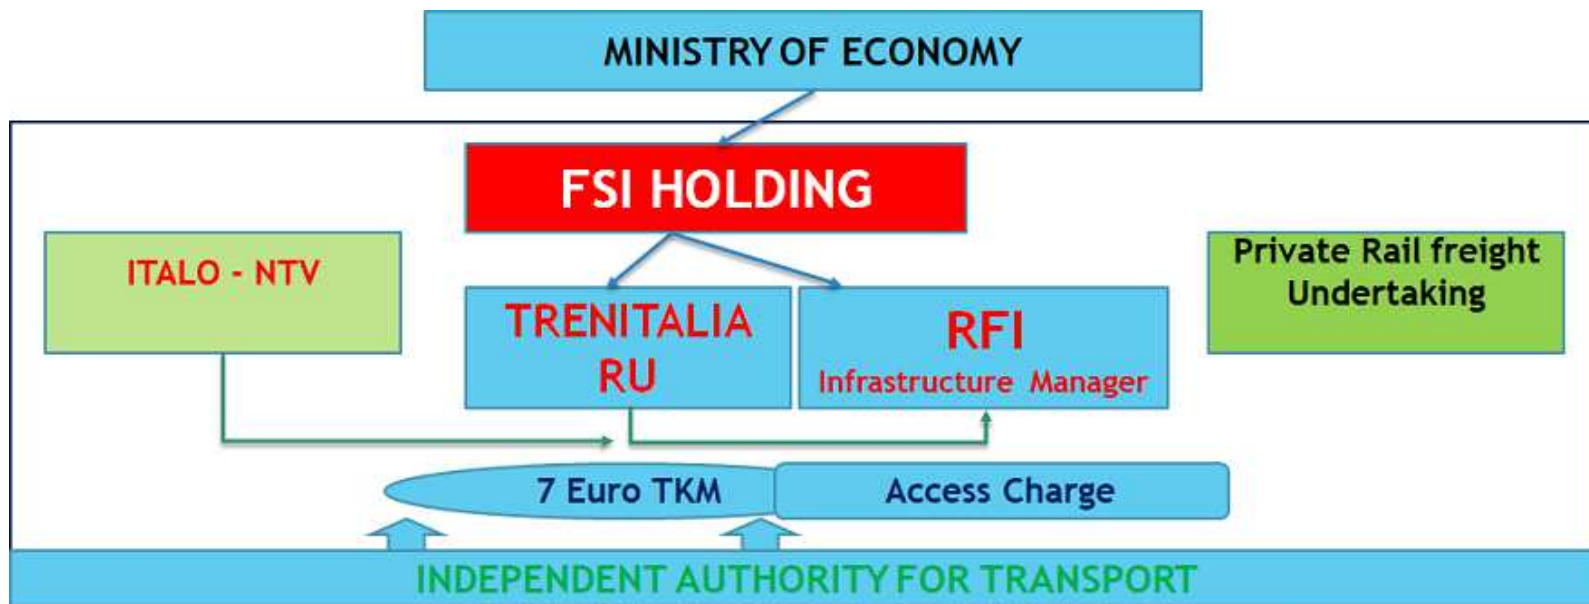 MINISTRY OF ECONOMY
FSI HOLDING
ITALO - NTV
TRENITALIA
RU
RFI
Infrastructure Manager
Private Rail freight
Undertaking
7 Euro TKM
Access Charge
INDEPENDENT AUTHORITY FOR TRANSPORT